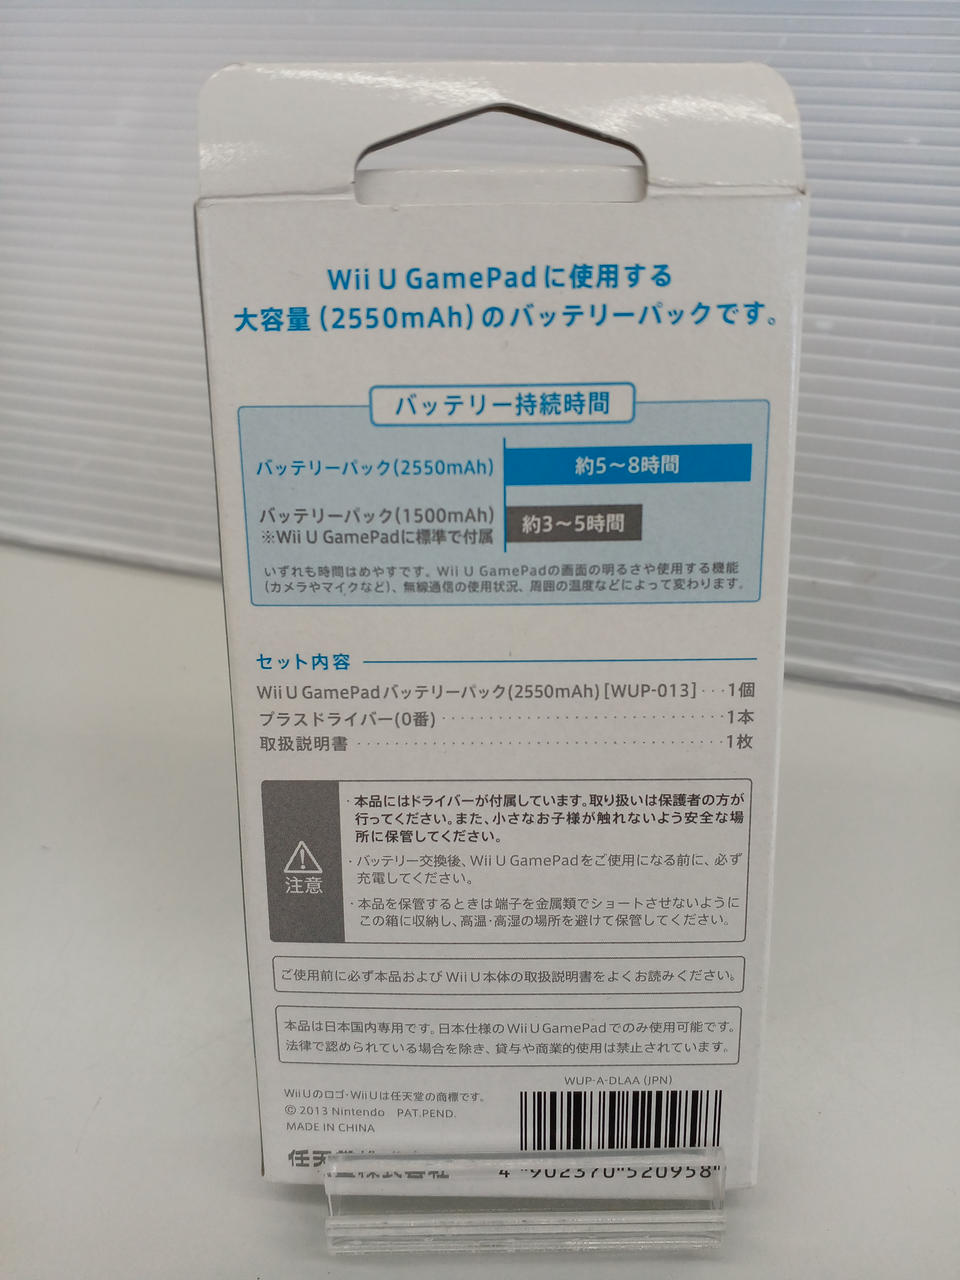 Wii U GamePadに使用する
大容量(2550mAh)のバッテリーパックです。
バッテリー持続時間
バッテリーパック(2550mAh)
約5～8時間
バッテリーパック(1500mAh)
※Wii U GamePadに標準で付属
約3～5時間
いずれも時間はめやすです。Wii U GamePadの画面の明るさや使用する機能
(カメラやマイクなど)、無線通信の使用状況、周囲の温度などによって変わります。
セット内容
Wii U GamePadバッテリーパック(2550mAh)[WUP-013]···1個
プラスドライバー(0番)·····························1本
取扱説明書·····································1枚
注意
·本品にはドライバーが付属しています。取り扱いは保護者の方が
行ってください。また、小さなお子様が触れないよう安全な場
所に保管してください。
·バッテリー交換後、Wii U GamePadをご使用になる前に、必ず
充電してください。
·本品を保管するときは端子を金属類でショートさせないように
この箱に収納し、高温·高湿の場所を避けて保管してください。
ご使用前に必ず本品および Wii U本体の取扱説明書をよくお読みください。
本品は日本国内専用です。日本仕様のWii U GamePadでのみ使用可能です。
法律で認められている場合を除き、貸与や商業的使用は禁止されています。
WUP-A-DLAA (JPN)
Wii Uのロゴ·Wii Uは任天堂の商標です。
© 2013 Nintendo PAT.PEND.
MADE IN CHINA
任天堂株式会社
4 902370 520958